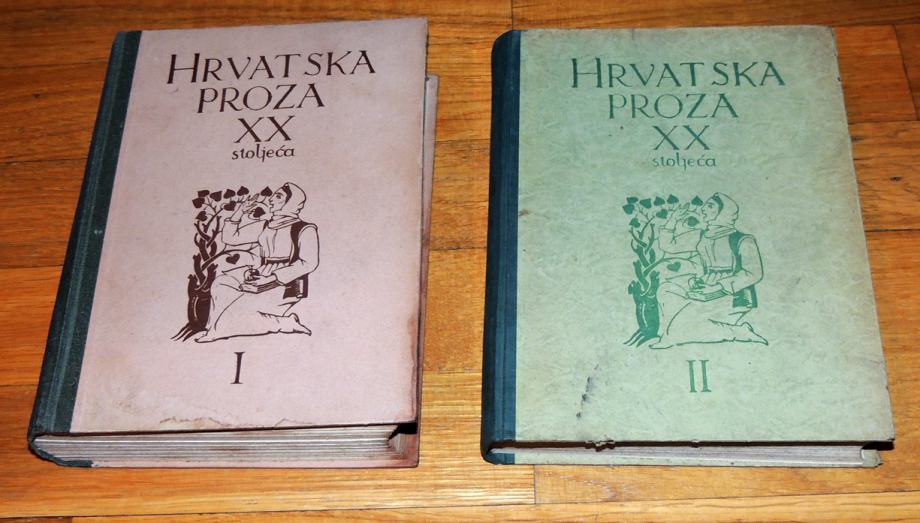 HRVATSKA
PROZA
XX
stoljeća
I
HRVATSKA
PROZA
XX
stoljeća
II